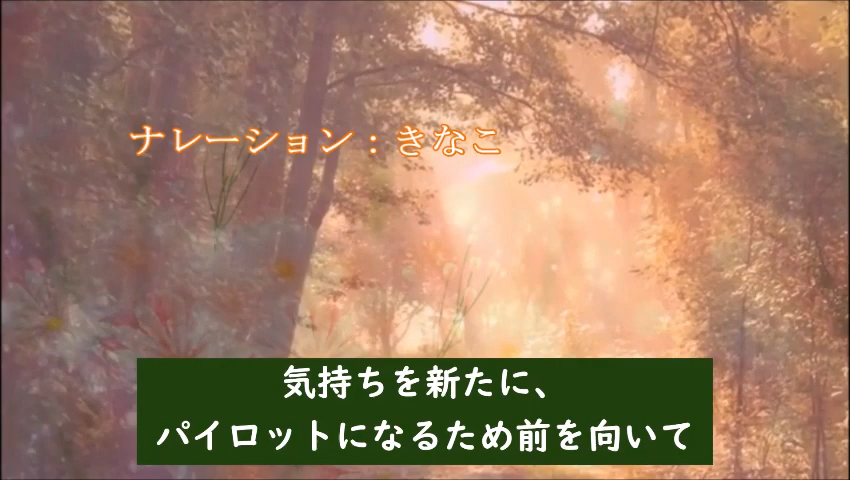 ナレーション：きなこ
気持ちを新たに、
パイロットになるため前を向いて